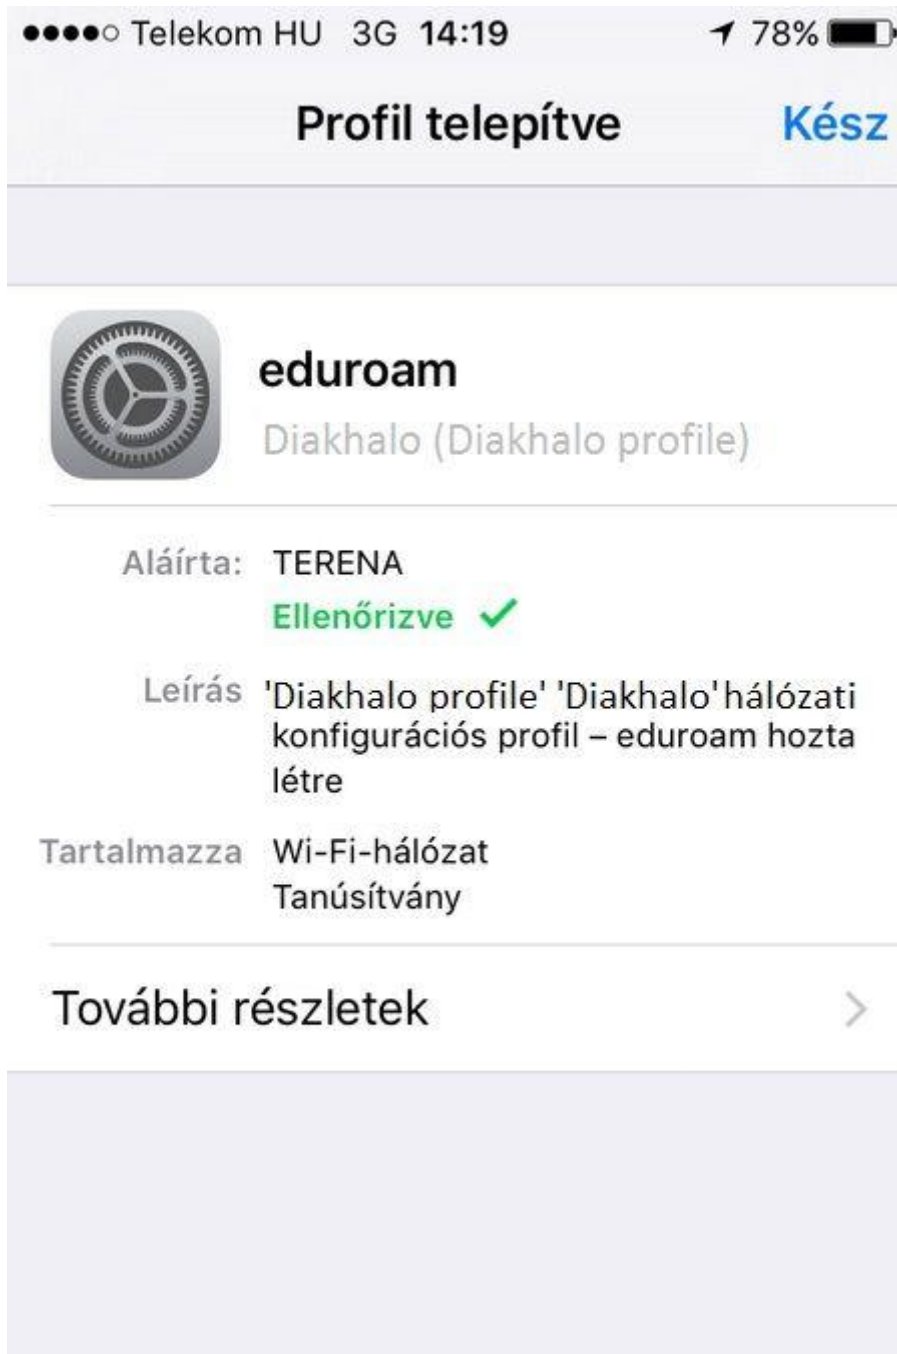 Telekom HU 3G 14:19 78%
Profil telepítve Kész
eduroam
Diakhalo (Diakhalo profile)
Aláírta: TERENA
Ellenőrizve ✓
Leírás 'Diakhalo profile' 'Diakhalo' hálózati
konfigurációs profil – eduroam hozta
létre
Tartalmazza Wi-Fi-hálózat
Tanúsítvány
További részletek